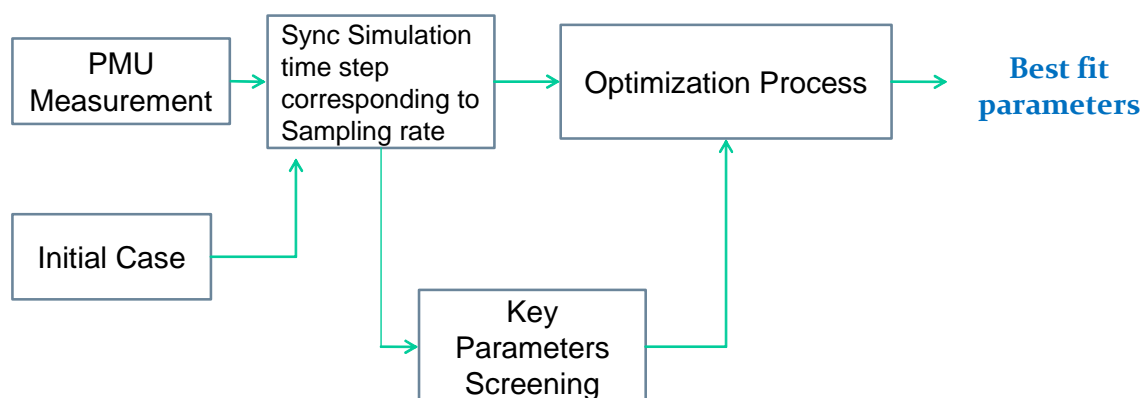 PMU
Measurement
Sync Simulation
time step
corresponding to
Sampling rate
Optimization Process
Best fit
parameters
Initial Case
Key
Parameters
Screening